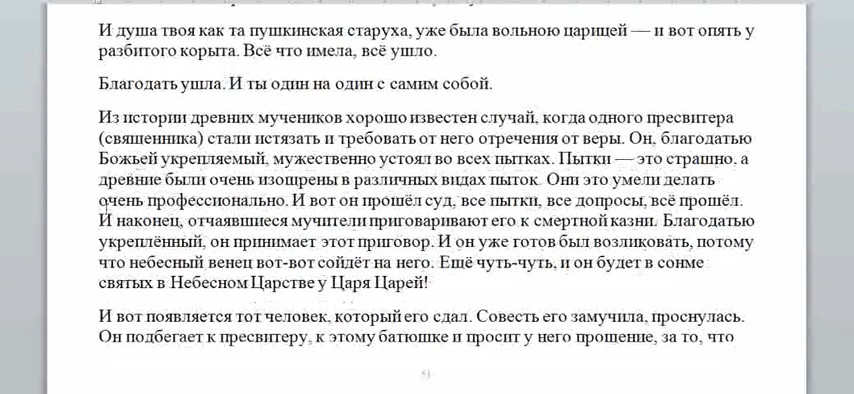 И душа твоя как та пушкинская старуха, уже была вольною царицей — и вот опять у
разбитого корыта. Всё что имела, всё ушло.
Благодать ушла. И ты один на один с самим собой.
Из истории древних мучеников хорошо известен случай, когда одного пресвитера
(священника) стали истязать и требовать от него отречения от веры. Он, благодатью
Божьей укрепляемый, мужественно устоял во всех пытках. Пытки — это страшно, а
древние были очень изощрены в различных видах пыток. Они это умели делать
очень профессионально. И вот он прошёл суд, все пытки, все допросы, всё прошёл.
И наконец, отчаявшиеся мучители приговаривают его к смертной казни. Благодатью
укреплённый, он принимает этот приговор. И он уже готов был возликовать, потому
что небесный венец вот-вот сойдёт на него. Ещё чуть-чуть, и он будет в сонме
святых в Небесном Царстве у Царя Царей!
И вот появляется тот человек, который его сдал. Совесть его замучила, проснулась.
Он подбегает к пресвитеру, к этому батюшке и просит у него прощение, за то, что